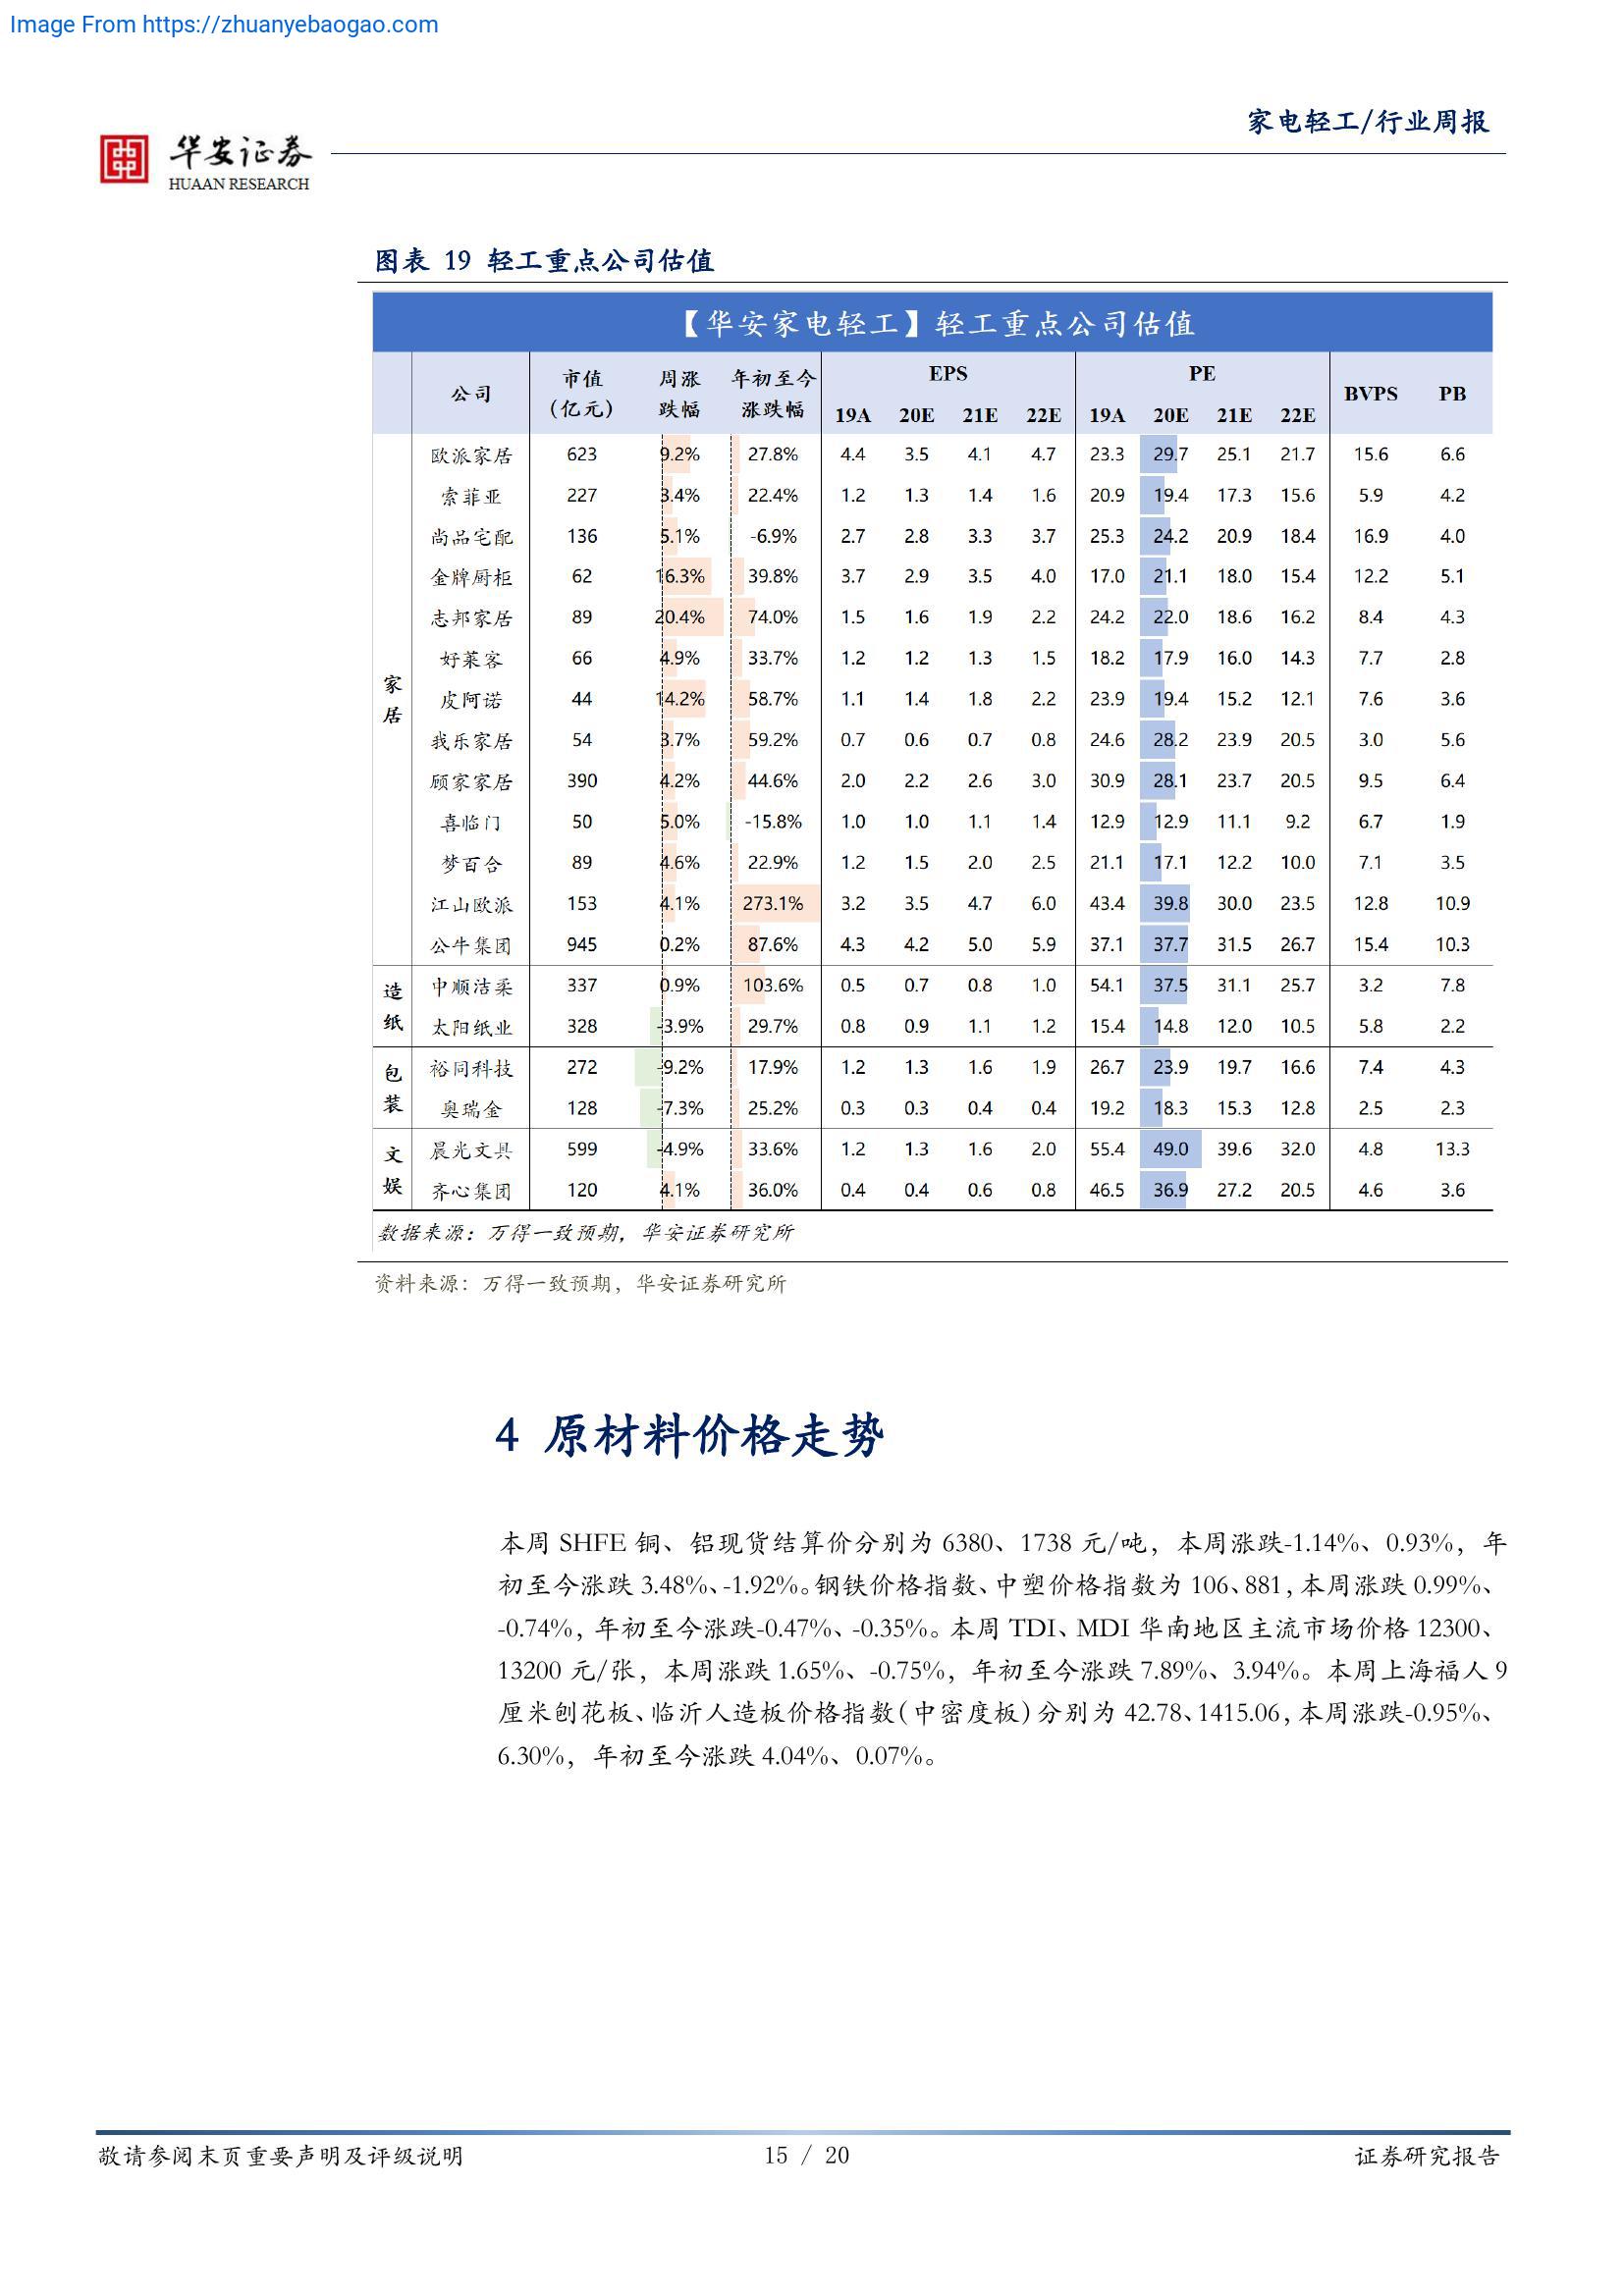 Image From https://zhuanyebaogao.com
家电轻工/行业周报
华安证券
HUAAN RESEARCH
图表 19 轻工重点公司估值
【华安家电轻工】轻工重点公司估值
公司 市值（亿元） 周涨跌幅 年初至今涨跌幅 EPS PE BVPS PB
19A 20E 21E 22E 19A 20E 21E 22E
家居
欧派家居 623 9.2% 27.8% 4.4 3.5 4.1 4.7 23.3 29.7 25.1 21.7 15.6 6.6
索菲亚 227 3.4% 22.4% 1.2 1.3 1.4 1.6 20.9 19.4 17.3 15.6 5.9 4.2
尚品宅配 136 5.1% -6.9% 2.7 2.8 3.3 3.7 25.3 24.2 20.9 18.4 16.9 4.0
金牌厨柜 62 16.3% 39.8% 3.7 2.9 3.5 4.0 17.0 21.1 18.0 15.4 12.2 5.1
志邦家居 89 20.4% 74.0% 1.5 1.6 1.9 2.2 24.2 22.0 18.6 16.2 8.4 4.3
好莱客 66 4.9% 33.7% 1.2 1.2 1.3 1.5 18.2 17.9 16.0 14.3 7.7 2.8
皮阿诺 44 14.2% 58.7% 1.1 1.4 1.8 2.2 23.9 19.4 15.2 12.1 7.6 3.6
我乐家居 54 3.7% 59.2% 0.7 0.6 0.7 0.8 24.6 28.2 23.9 20.5 3.0 5.6
顾家家居 390 4.2% 44.6% 2.0 2.2 2.6 3.0 30.9 28.1 23.7 20.5 9.5 6.4
喜临门 50 5.0% -15.8% 1.0 1.0 1.1 1.4 12.9 12.9 11.1 9.2 6.7 1.9
梦百合 89 4.6% 22.9% 1.2 1.5 2.0 2.5 21.1 17.1 12.2 10.0 7.1 3.5
江山欧派 153 4.1% 273.1% 3.2 3.5 4.7 6.0 43.4 39.8 30.0 23.5 12.8 10.9
公牛集团 945 0.2% 87.6% 4.3 4.2 5.0 5.9 37.1 37.7 31.5 26.7 15.4 10.3
造纸
中顺洁柔 337 0.9% 103.6% 0.5 0.7 0.8 1.0 54.1 37.5 31.1 25.7 3.2 7.8
太阳纸业 328 -3.9% 29.7% 0.8 0.9 1.1 1.2 15.4 14.8 12.0 10.5 5.8 2.2
包装
裕同科技 272 -9.2% 17.9% 1.2 1.3 1.6 1.9 26.7 23.9 19.7 16.6 7.4 4.3
奥瑞金 128 -7.3% 25.2% 0.3 0.3 0.4 0.4 19.2 18.3 15.3 12.8 2.5 2.3
文娱
晨光文具 599 -4.9% 33.6% 1.2 1.3 1.6 2.0 55.4 49.0 39.6 32.0 4.8 13.3
齐心集团 120 4.1% 36.0% 0.4 0.4 0.6 0.8 46.5 36.9 27.2 20.5 4.6 3.6
数据来源：万得一致预期，华安证券研究所
资料来源：万得一致预期，华安证券研究所
4 原材料价格走势
本周 SHFE 铜、铝现货结算价分别为 6380、1738 元/吨，本周涨跌-1.14%、0.93%，年
初至今涨跌 3.48%、-1.92%。钢铁价格指数、中塑价格指数为 106、881，本周涨跌 0.99%、
-0.74%，年初至今涨跌-0.47%、-0.35%。本周 TDI、MDI 华南地区主流市场价格 12300、
13200 元/张，本周涨跌 1.65%、-0.75%，年初至今涨跌 7.89%、3.94%。本周上海福人 9
厘米刨花板、临沂人造板价格指数（中密度板）分别为 42.78、1415.06，本周涨跌-0.95%、
6.30%，年初至今涨跌 4.04%、0.07%。
敬请参阅末页重要声明及评级说明 15 / 20 证券研究报告